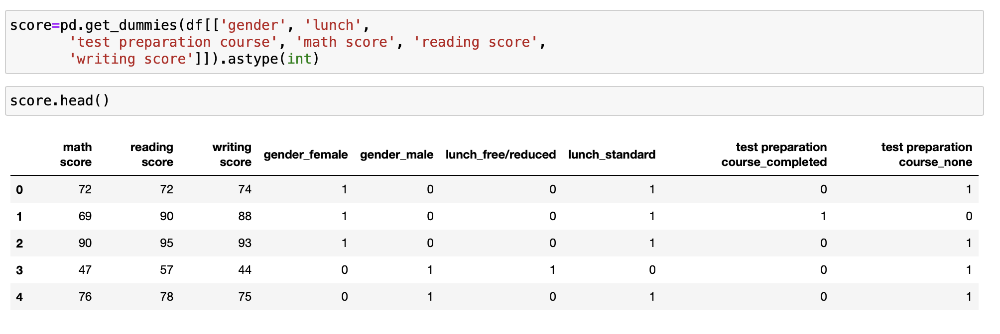 score=pd.get_dummies(df[['gender', 'lunch',
       'test preparation course', 'math score', 'reading score',
       'writing score']]).astype(int)
score.head()
math score reading score writing score gender_female gender_male lunch_free/reduced lunch_standard test preparation course_completed test preparation course_none
0 72 72 74 1 0 0 1 0 1
1 69 90 88 1 0 0 1 1 0
2 90 95 93 1 0 0 1 0 1
3 47 57 44 0 1 1 0 0 1
4 76 78 75 0 1 0 1 0 1